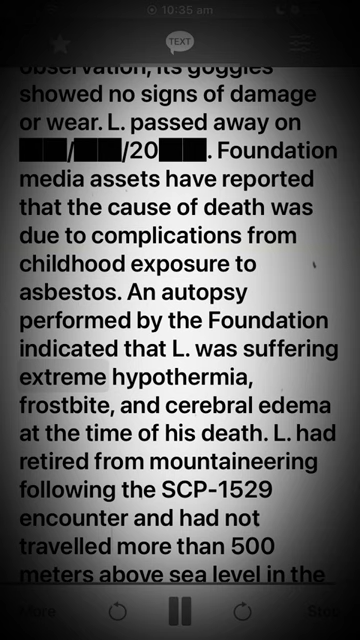 10:35 am
TEXT
observation, its goggles
showed no signs of damage
or wear. L. passed away on
██/██/20██. Foundation
media assets have reported
that the cause of death was
due to complications from
childhood exposure to
asbestos. An autopsy
performed by the Foundation
indicated that L. was suffering
extreme hypothermia,
frostbite, and cerebral edema
at the time of his death. L. had
retired from mountaineering
following the SCP-1529
encounter and had not
travelled more than 500
meters above sea level in the
More
Stop